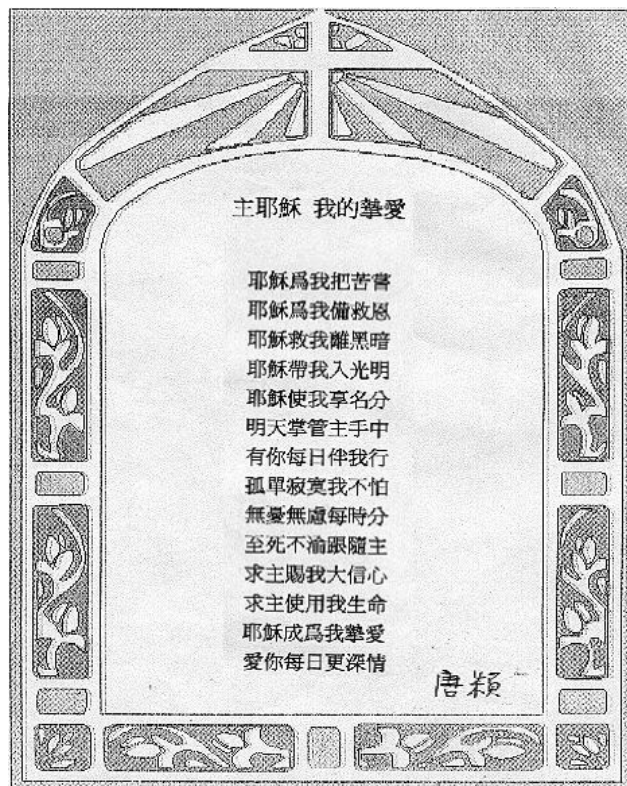 主耶穌 我的摯愛
耶穌爲我把苦嘗
耶穌爲我備救恩
耶穌救我離黑暗
耶穌帶我入光明
耶穌使我享名分
明天掌管主手中
有你每日伴我行
孤單寂寞我不怕
無憂無慮每時分
至死不渝跟隨主
求主賜我大信心
求主使用我生命
耶穌成爲我摯愛
愛你每日更深情
唐穎